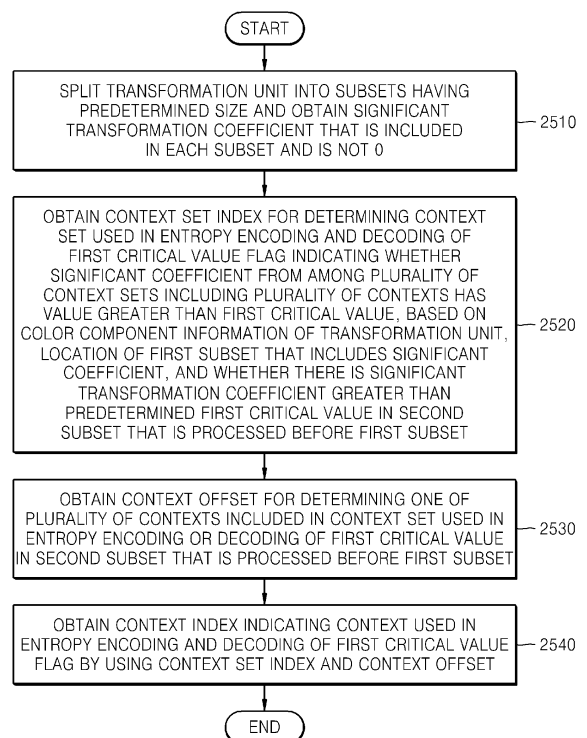 START
SPLIT TRANSFORMATION UNIT INTO SUBSETS HAVING
PREDETERMINED SIZE AND OBTAIN SIGNIFICANT
TRANSFORMATION COEFFICIENT THAT IS INCLUDED
IN EACH SUBSET AND IS NOT 0
2510
OBTAIN CONTEXT SET INDEX FOR DETERMINING CONTEXT
SET USED IN ENTROPY ENCODING AND DECODING OF
FIRST CRITICAL VALUE FLAG INDICATING WHETHER
SIGNIFICANT COEFFICIENT FROM AMONG PLURALITY OF
CONTEXT SETS INCLUDING PLURALITY OF CONTEXTS HAS
VALUE GREATER THAN FIRST CRITICAL VALUE, BASED ON
COLOR COMPONENT INFORMATION OF TRANSFORMATION UNIT,
LOCATION OF FIRST SUBSET THAT INCLUDES SIGNIFICANT
COEFFICIENT, AND WHETHER THERE IS SIGNIFICANT
TRANSFORMATION COEFFICIENT GREATER THAN
PREDETERMINED FIRST CRITICAL VALUE IN SECOND
SUBSET THAT IS PROCESSED BEFORE FIRST SUBSET
2520
OBTAIN CONTEXT OFFSET FOR DETERMINING ONE OF
PLURALITY OF CONTEXTS INCLUDED IN CONTEXT SET USED IN
ENTROPY ENCODING OR DECODING OF FIRST CRITICAL VALUE
IN SECOND SUBSET THAT IS PROCESSED BEFORE FIRST SUBSET
2530
OBTAIN CONTEXT INDEX INDICATING CONTEXT USED IN
ENTROPY ENCODING AND DECODING OF FIRST CRITICAL VALUE
FLAG BY USING CONTEXT SET INDEX AND CONTEXT OFFSET
2540
END